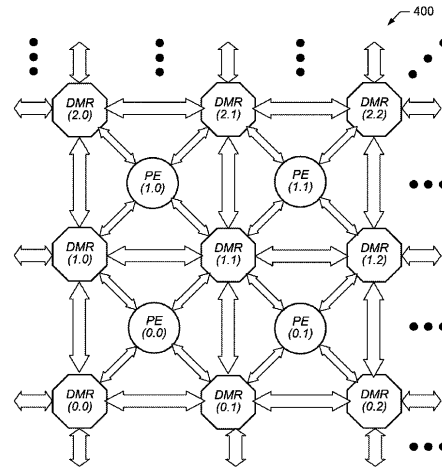 400
DMR
(2.0)
DMR
(2.1)
DMR
(2.2)
PE
(1.0)
PE
(1.1)
DMR
(1.0)
DMR
(1.1)
DMR
(1.2)
PE
(0.0)
PE
(0.1)
DMR
(0.0)
DMR
(0.1)
DMR
(0.2)